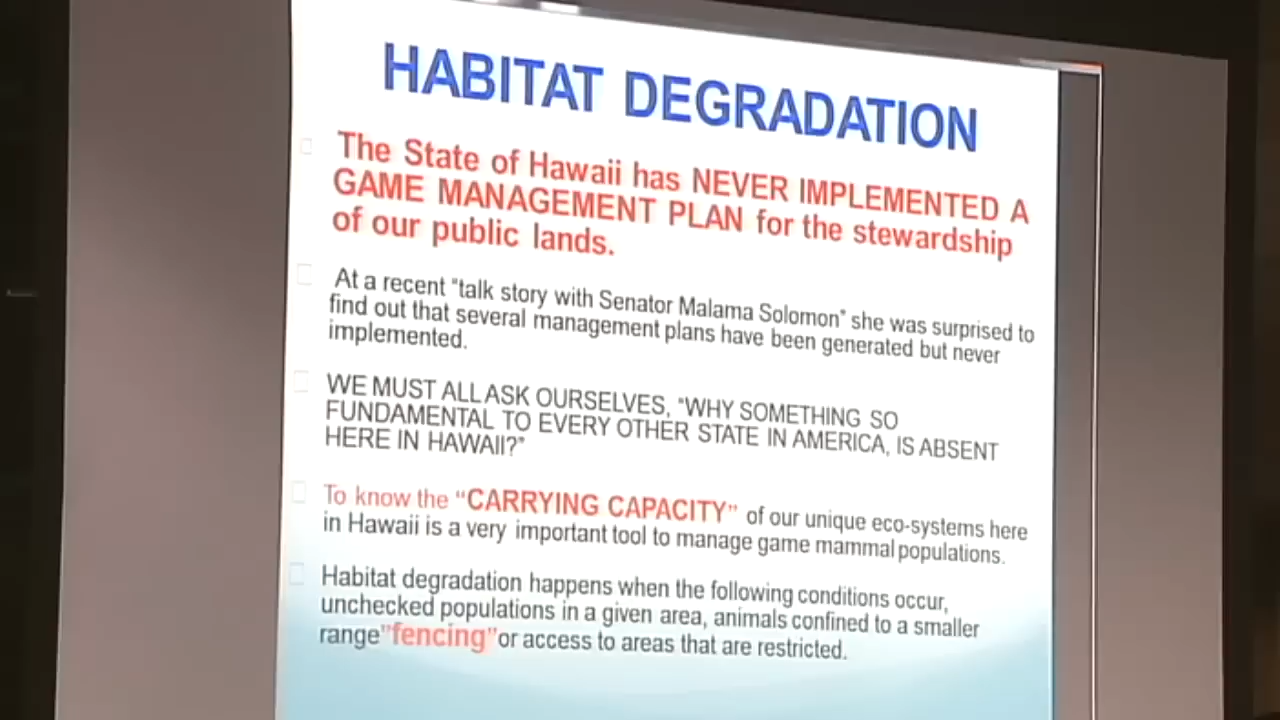 HABITAT DEGRADATION
The State of Hawaii has NEVER IMPLEMENTED A
GAME MANAGEMENT PLAN for the stewardship
of our public lands.
At a recent "talk story with Senator Malama Solomon" she was surprised to
find out that several management plans have been generated but never
implemented.
WE MUST ALL ASK OURSELVES, "WHY SOMETHING SO
FUNDAMENTAL TO EVERY OTHER STATE IN AMERICA, IS ABSENT
HERE IN HAWAII?"
To know the "CARRYING CAPACITY" of our unique eco-systems here
in Hawaii is a very important tool to manage game mammal populations.
Habitat degradation happens when the following conditions occur,
unchecked populations in a given area, animals confined to a smaller
range"fencing"or access to areas that are restricted.